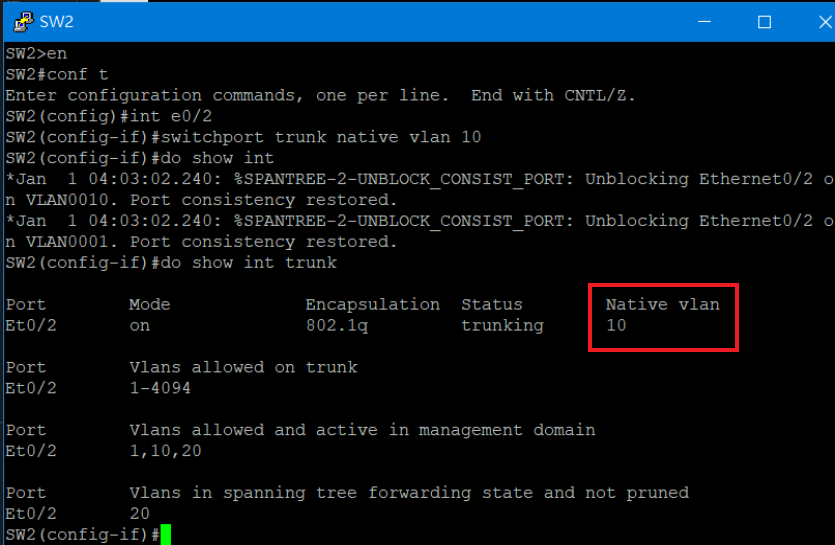 SW2
SW2>en
SW2#conf t
Enter configuration commands, one per line.  End with CNTL/Z.
SW2(config)#int e0/2
SW2(config-if)#switchport trunk native vlan 10
SW2(config-if)#do show int
*Jan  1 04:03:02.240: %SPANTREE-2-UNBLOCK_CONSIST_PORT: Unblocking Ethernet0/2 o
n VLAN0010. Port consistency restored.
*Jan  1 04:03:02.240: %SPANTREE-2-UNBLOCK_CONSIST_PORT: Unblocking Ethernet0/2 o
n VLAN0001. Port consistency restored.
SW2(config-if)#do show int trunk
Port        Mode             Encapsulation  Status        Native vlan
Et0/2       on               802.1q         trunking      10
Port        Vlans allowed on trunk
Et0/2       1-4094
Port        Vlans allowed and active in management domain
Et0/2       1,10,20
Port        Vlans in spanning tree forwarding state and not pruned
Et0/2       20
SW2(config-if)#